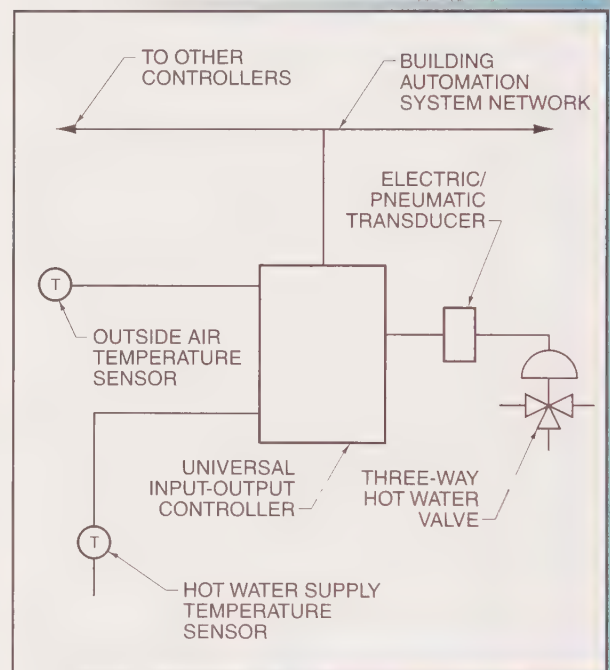 TO OTHER
CONTROLLERS
BUILDING
AUTOMATION
SYSTEM NETWORK
ELECTRIC/
PNEUMATIC
TRANSDUCER
T
OUTSIDE AIR
TEMPERATURE
SENSOR
UNIVERSAL
INPUT-OUTPUT
CONTROLLER
THREE-WAY
HOT WATER
VALVE
T
HOT WATER SUPPLY
TEMPERATURE
SENSOR